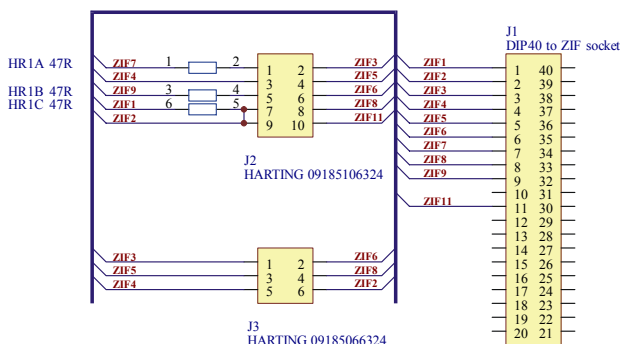 J1
DIP40 to ZIF socket
HR1A 47R ZIF7 1 2 ZIF3 ZIF1 1 40
ZIF4 1 2 ZIF5 ZIF2 2 39
HR1B 47R ZIF9 3 4 3 4 ZIF6 ZIF3 3 38
HR1C 47R ZIF1 6 5 5 6 ZIF8 ZIF4 4 37
ZIF2 7 8 ZIF11 ZIF5 5 36
9 10 ZIF6 6 35
ZIF7 7 34
J2 ZIF8 8 33
HARTING 09185106324 ZIF9 9 32
10 31
ZIF11 11 30
12 29
13 28
ZIF3 ZIF6 14 27
ZIF5 1 2 ZIF8 15 26
ZIF4 3 4 ZIF2 16 25
5 6 17 24
18 23
J3 19 22
HARTING 09185066324 20 21